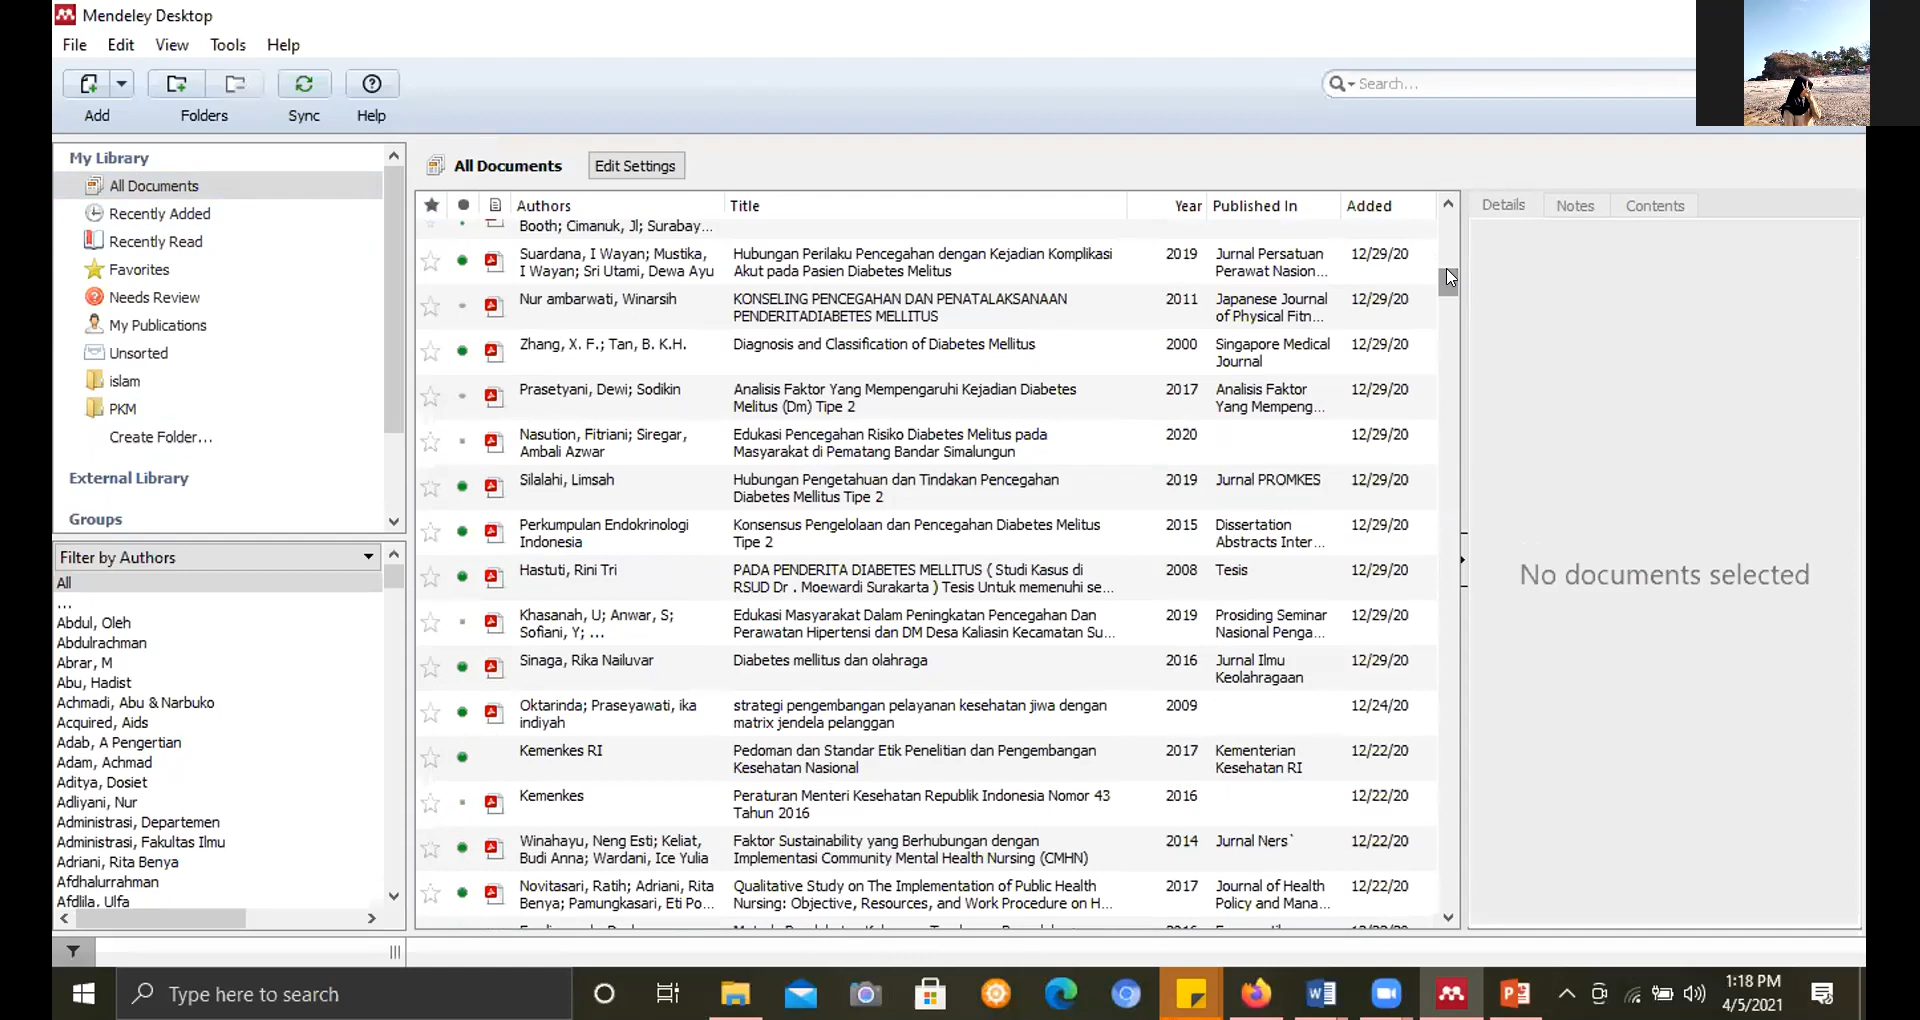 Mendeley Desktop
File Edit View Tools Help
Add Folders Sync Help
Search...
My Library
All Documents
Recently Added
Recently Read
Favorites
Needs Review
My Publications
Unsorted
islam
PKM
Create Folder...
External Library
Groups
Filter by Authors
All
...
Abdul, Oleh
Abdulrachman
Abrar, M
Abu, Hadist
Achmadi, Abu & Narbuko
Acquired, Aids
Adab, A Pengertian
Adam, Achmad
Aditya, Dosiet
Adliyani, Nur
Administrasi, Departemen
Administrasi, Fakultas Ilmu
Adriani, Rita Benya
Afdhalurrahman
Afdlila, Ulfa
All Documents Edit Settings
Authors Title Year Published In Added
Booth; Cimanuk, Jl; Surabay...
Suardana, I Wayan; Mustika, Hubungan Perilaku Pencegahan dengan Kejadian Komplikasi 2019 Jurnal Persatuan 12/29/20
I Wayan; Sri Utami, Dewa Ayu Akut pada Pasien Diabetes Melitus Perawat Nasion...
Nur ambarwati, Winarsih KONSELING PENCEGAHAN DAN PENATALAKSANAAN 2011 Japanese Journal 12/29/20
PENDERITADIABETES MELLITUS of Physical Fitn...
Zhang, X. F.; Tan, B. K.H. Diagnosis and Classification of Diabetes Mellitus 2000 Singapore Medical 12/29/20
Journal
Prasetyani, Dewi; Sodikin Analisis Faktor Yang Mempengaruhi Kejadian Diabetes 2017 Analisis Faktor 12/29/20
Melitus (Dm) Tipe 2 Yang Mempeng...
Nasution, Fitriani; Siregar, Edukasi Pencegahan Risiko Diabetes Melitus pada 2020 12/29/20
Ambali Azwar Masyarakat di Pematang Bandar Simalungun
Silalahi, Limsah Hubungan Pengetahuan dan Tindakan Pencegahan 2019 Jurnal PROMKES 12/29/20
Diabetes Mellitus Tipe 2
Perkumpulan Endokrinologi Konsensus Pengelolaan dan Pencegahan Diabetes Melitus 2015 Dissertation 12/29/20
Indonesia Tipe 2 Abstracts Inter...
Hastuti, Rini Tri PADA PENDERITA DIABETES MELLITUS ( Studi Kasus di 2008 Tesis 12/29/20
RSUD Dr . Moewardi Surakarta ) Tesis Untuk memenuhi se...
Khasanah, U; Anwar, S; Edukasi Masyarakat Dalam Peningkatan Pencegahan Dan 2019 Prosiding Seminar 12/29/20
Sofiani, Y; ... Perawatan Hipertensi dan DM Desa Kaliasin Kecamatan Su... Nasional Penga...
Sinaga, Rika Nailuvar Diabetes mellitus dan olahraga 2016 Jurnal Ilmu 12/29/20
Keolahragaan
Oktarinda; Praseyawati, ika strategi pengembangan pelayanan kesehatan jiwa dengan 2009 12/24/20
indiyah matrix jendela pelanggan
Kemenkes RI Pedoman dan Standar Etik Penelitian dan Pengembangan 2017 Kementerian 12/22/20
Kesehatan Nasional Kesehatan RI
Kemenkes Peraturan Menteri Kesehatan Republik Indonesia Nomor 43 2016 12/22/20
Tahun 2016
Winahayu, Neng Esti; Keliat, Faktor Sustainability yang Berhubungan dengan 2014 Jurnal Ners` 12/22/20
Budi Anna; Wardani, Ice Yulia Implementasi Community Mental Health Nursing (CMHN)
Novitasari, Ratih; Adriani, Rita Qualitative Study on The Implementation of Public Health 2017 Journal of Health 12/22/20
Benya; Pamungkasari, Eti Po... Nursing: Objective, Resources, and Work Procedure on H... Policy and Mana...
Details Notes Contents
No documents selected
Type here to search
1:18 PM
4/5/2021